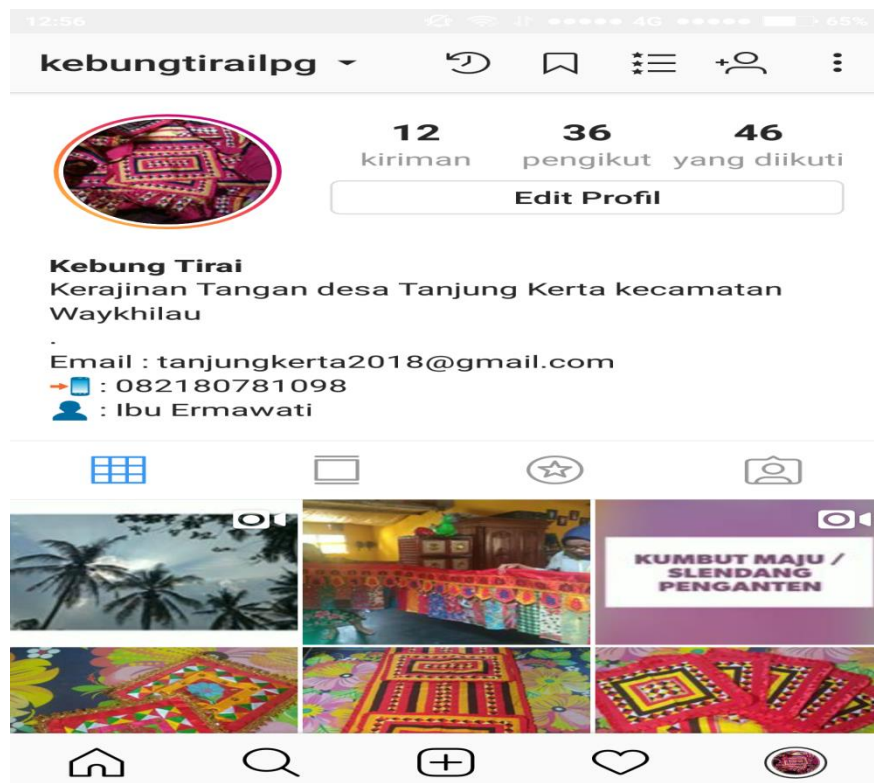 12:56 4G 65%
kebungtirailpg
12 36 46
kiriman pengikut yang diikuti
Edit Profil
Kebung Tirai
Kerajinan Tangan desa Tanjung Kerta kecamatan
Waykhilau
.
Email : tanjungkerta2018@gmail.com
: 082180781098
: Ibu Ermawati
KUMBUT MAJU /
SLENDANG
PENGANTEN